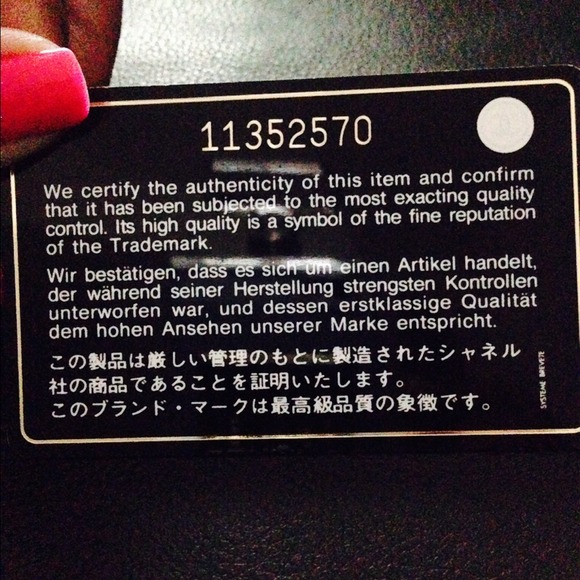 11352570
We certify the authenticity of this item and confirm
that it has been subjected to the most exacting quality
control. Its high quality is a symbol of the fine reputation
of the Trademark.
Wir bestätigen, dass es sich um einen Artikel handelt,
der während seiner Herstellung strengsten Kontrollen
unterworfen war, und dessen erstklassige Qualität
dem hohen Ansehen unserer Marke entspricht.
この製品は厳しい管理のもとに製造されたシャネル
社の商品であることを証明いたします。
このブランド・マークは最高級品質の象徴です。
SYSTEME BREVETE